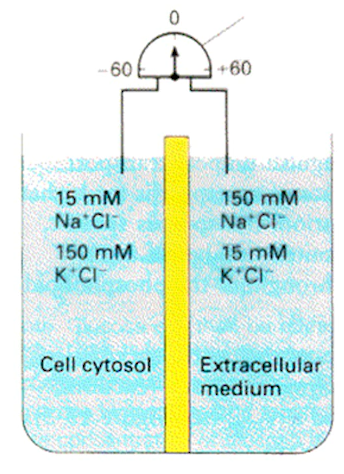 0
-60 +60
15 mM
Na⁺Cl⁻
150 mM
K⁺Cl⁻
150 mM
Na⁺Cl⁻
15 mM
K⁺Cl⁻
Cell cytosol
Extracellular
medium